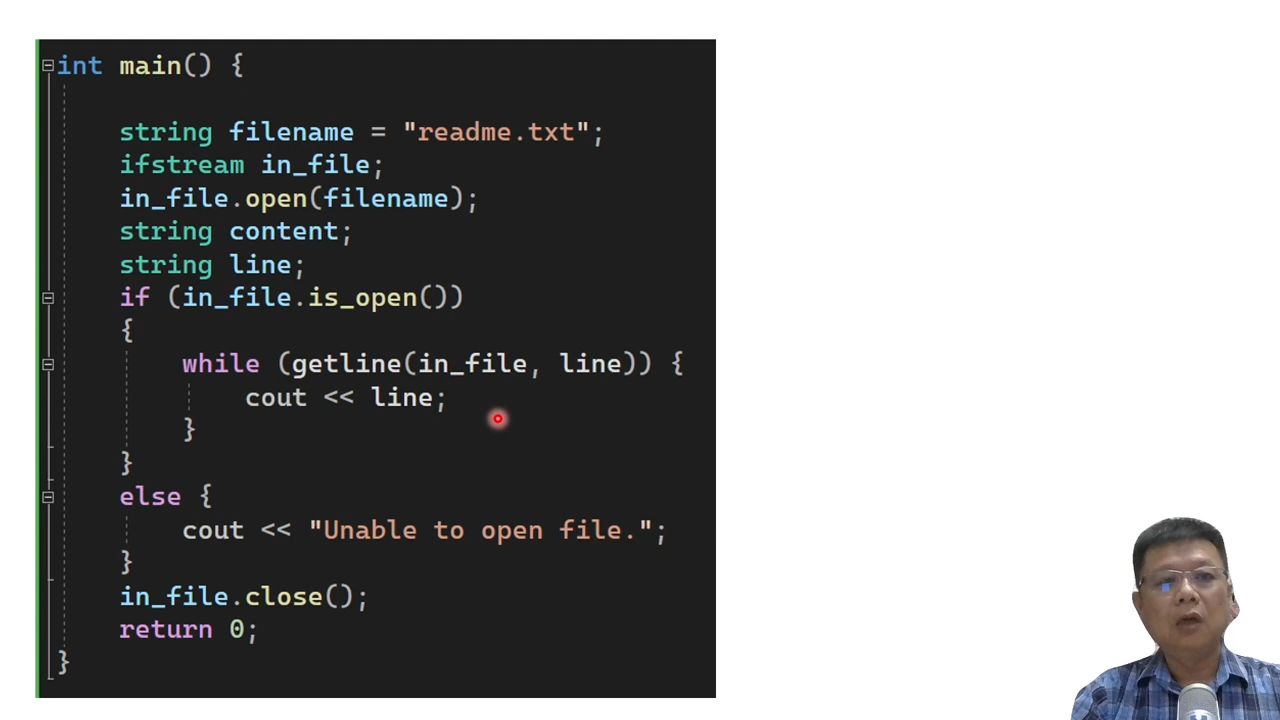 int main() {
string filename = "readme.txt";
ifstream in_file;
in_file.open(filename);
string content;
string line;
if (in_file.is_open())
{
while (getline(in_file, line)) {
cout << line;
}
}
else {
cout << "Unable to open file.";
}
in_file.close();
return 0;
}